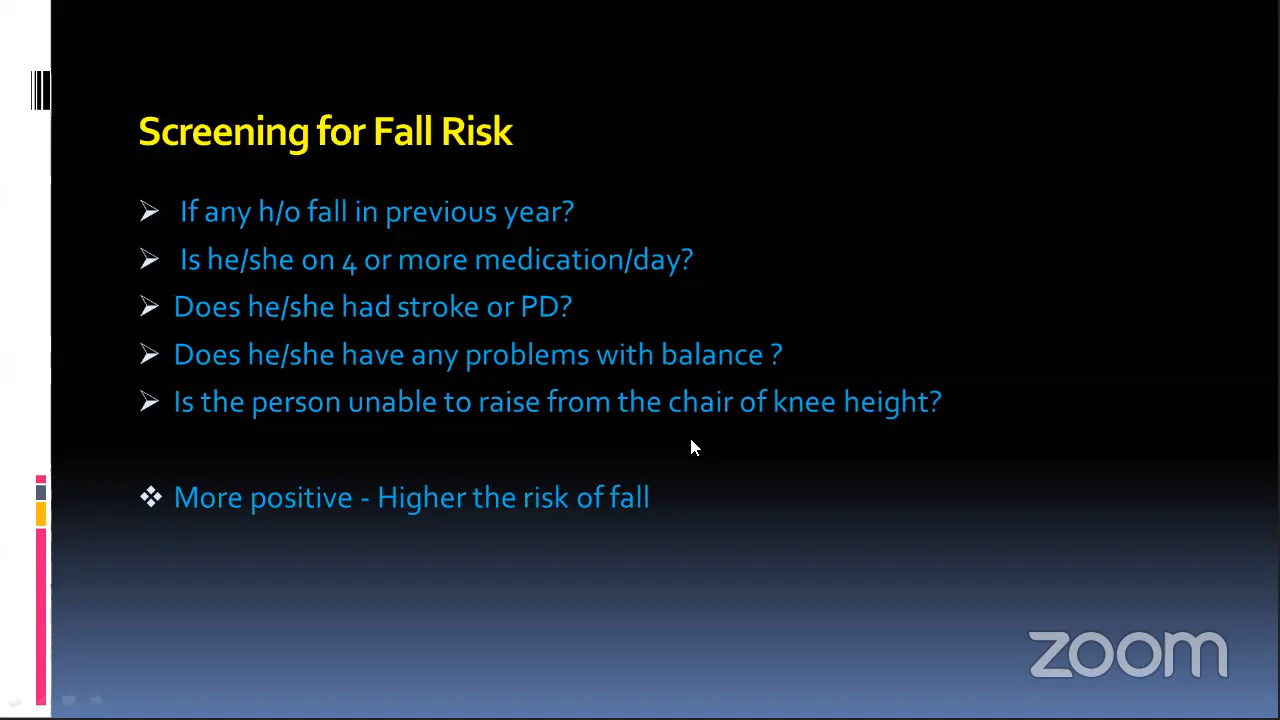 Screening for Fall Risk
If any h/o fall in previous year?
Is he/she on 4 or more medication/day?
Does he/she had stroke or PD?
Does he/she have any problems with balance ?
Is the person unable to raise from the chair of knee height?
More positive - Higher the risk of fall
zoom